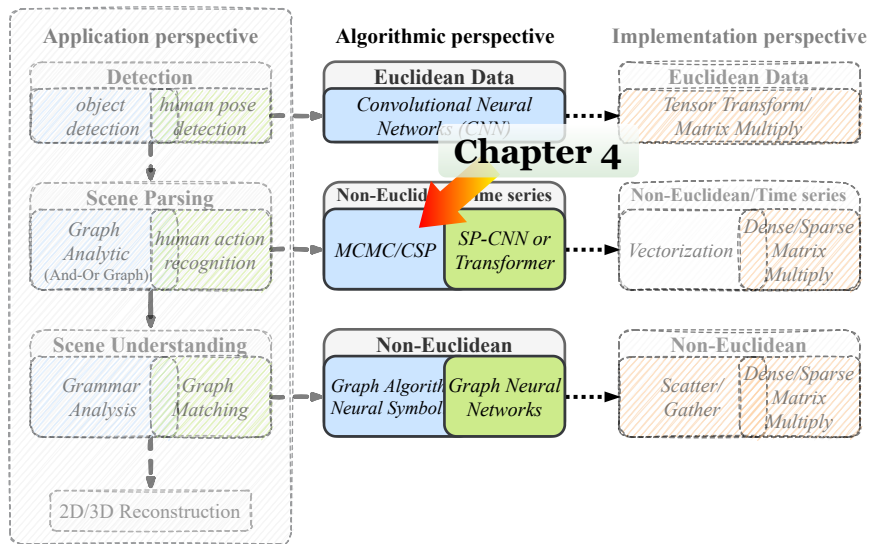 Application perspective
Algorithmic perspective
Implementation perspective
Detection
object
detection
human pose
detection
Euclidean Data
Convolutional Neural
Networks (CNN)
Euclidean Data
Tensor Transform/
Matrix Multiply
Chapter 4
Scene Parsing
Graph
Analytic
(And-Or Graph)
human action
recognition
Non-Euclid
ime series
MCMC/CSP
SP-CNN or
Transformer
Non-Euclidean/Time series
Vectorization
Dense/Sparse
Matrix
Multiply
Scene Understanding
Grammar
Analysis
Graph
Matching
Non-Euclidean
Graph Algorith
Neural Symbol
Graph Neural
Networks
Non-Euclidean
Scatter/
Gather
Dense/Sparse
Matrix
Multiply
2D/3D Reconstruction